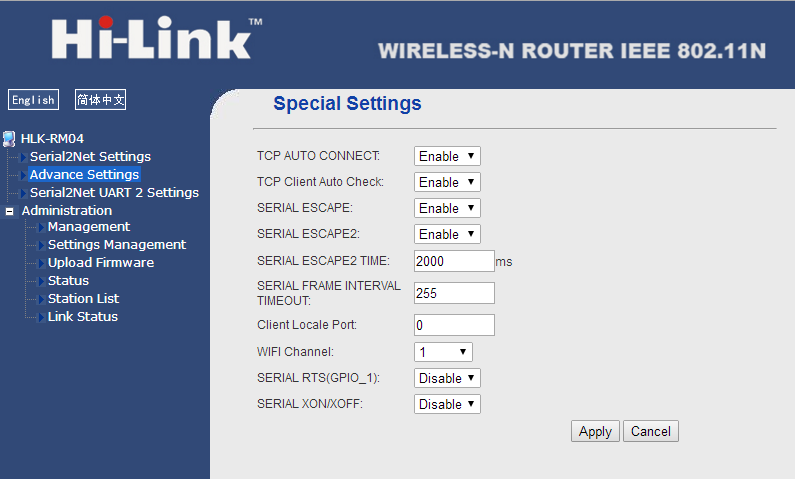 Hi-Link™
WIRELESS-N ROUTER IEEE 802.11N
English
简体中文
HLK-RM04
Serial2Net Settings
Advance Settings
Serial2Net UART 2 Settings
Administration
Management
Settings Management
Upload Firmware
Status
Station List
Link Status
Special Settings
TCP AUTO CONNECT: Enable
TCP Client Auto Check: Enable
SERIAL ESCAPE: Enable
SERIAL ESCAPE2: Enable
SERIAL ESCAPE2 TIME: 2000 ms
SERIAL FRAME INTERVAL
TIMEOUT: 255
Client Locale Port: 0
WIFI Channel: 1
SERIAL RTS(GPIO_1): Disable
SERIAL XON/XOFF: Disable
Apply Cancel